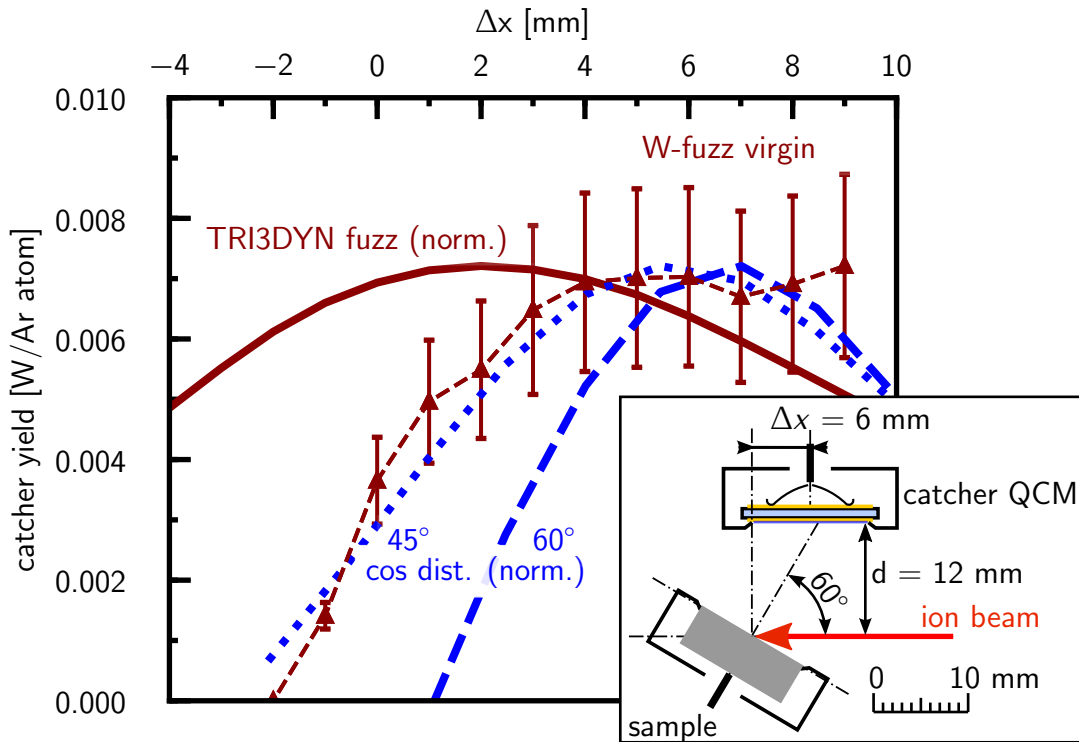 Δx [mm]
−4 −2 0 2 4 6 8 10
0.010
0.008
0.006
0.004
0.002
0.000
catcher yield [W/Ar atom]
W-fuzz virgin
TRI3DYN fuzz (norm.)
45° 60°
cos dist. (norm.)
Δx = 6 mm
catcher QCM
d = 12 mm
60°
ion beam
0 10 mm
sample